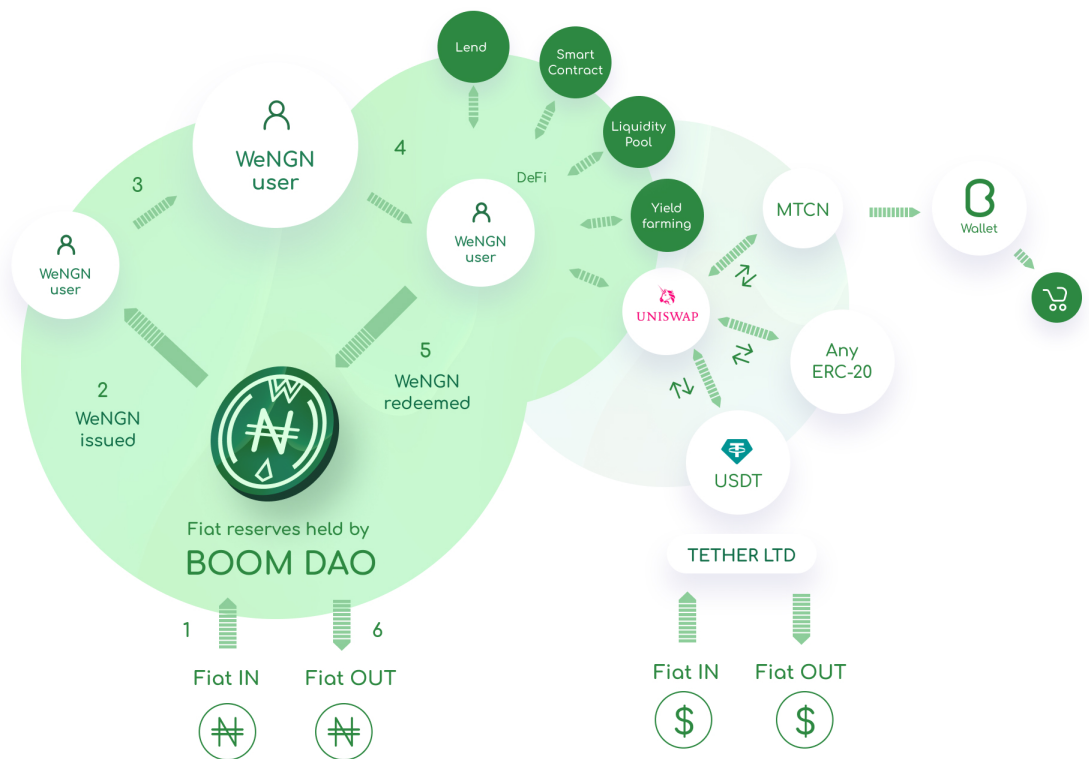 Lend
Smart
Contract
Liquidity
Pool
Yield
farming
DeFi
WeNGN
user
3
4
WeNGN
user
WeNGN
user
2
WeNGN
issued
5
WeNGN
redeemed
Fiat reserves held by
BOOM DAO
1
6
Fiat IN
Fiat OUT
₦
₦
₦
UNISWAP
MTCN
Wallet
Any
ERC-20
USDT
TETHER LTD
Fiat IN
Fiat OUT
$
$